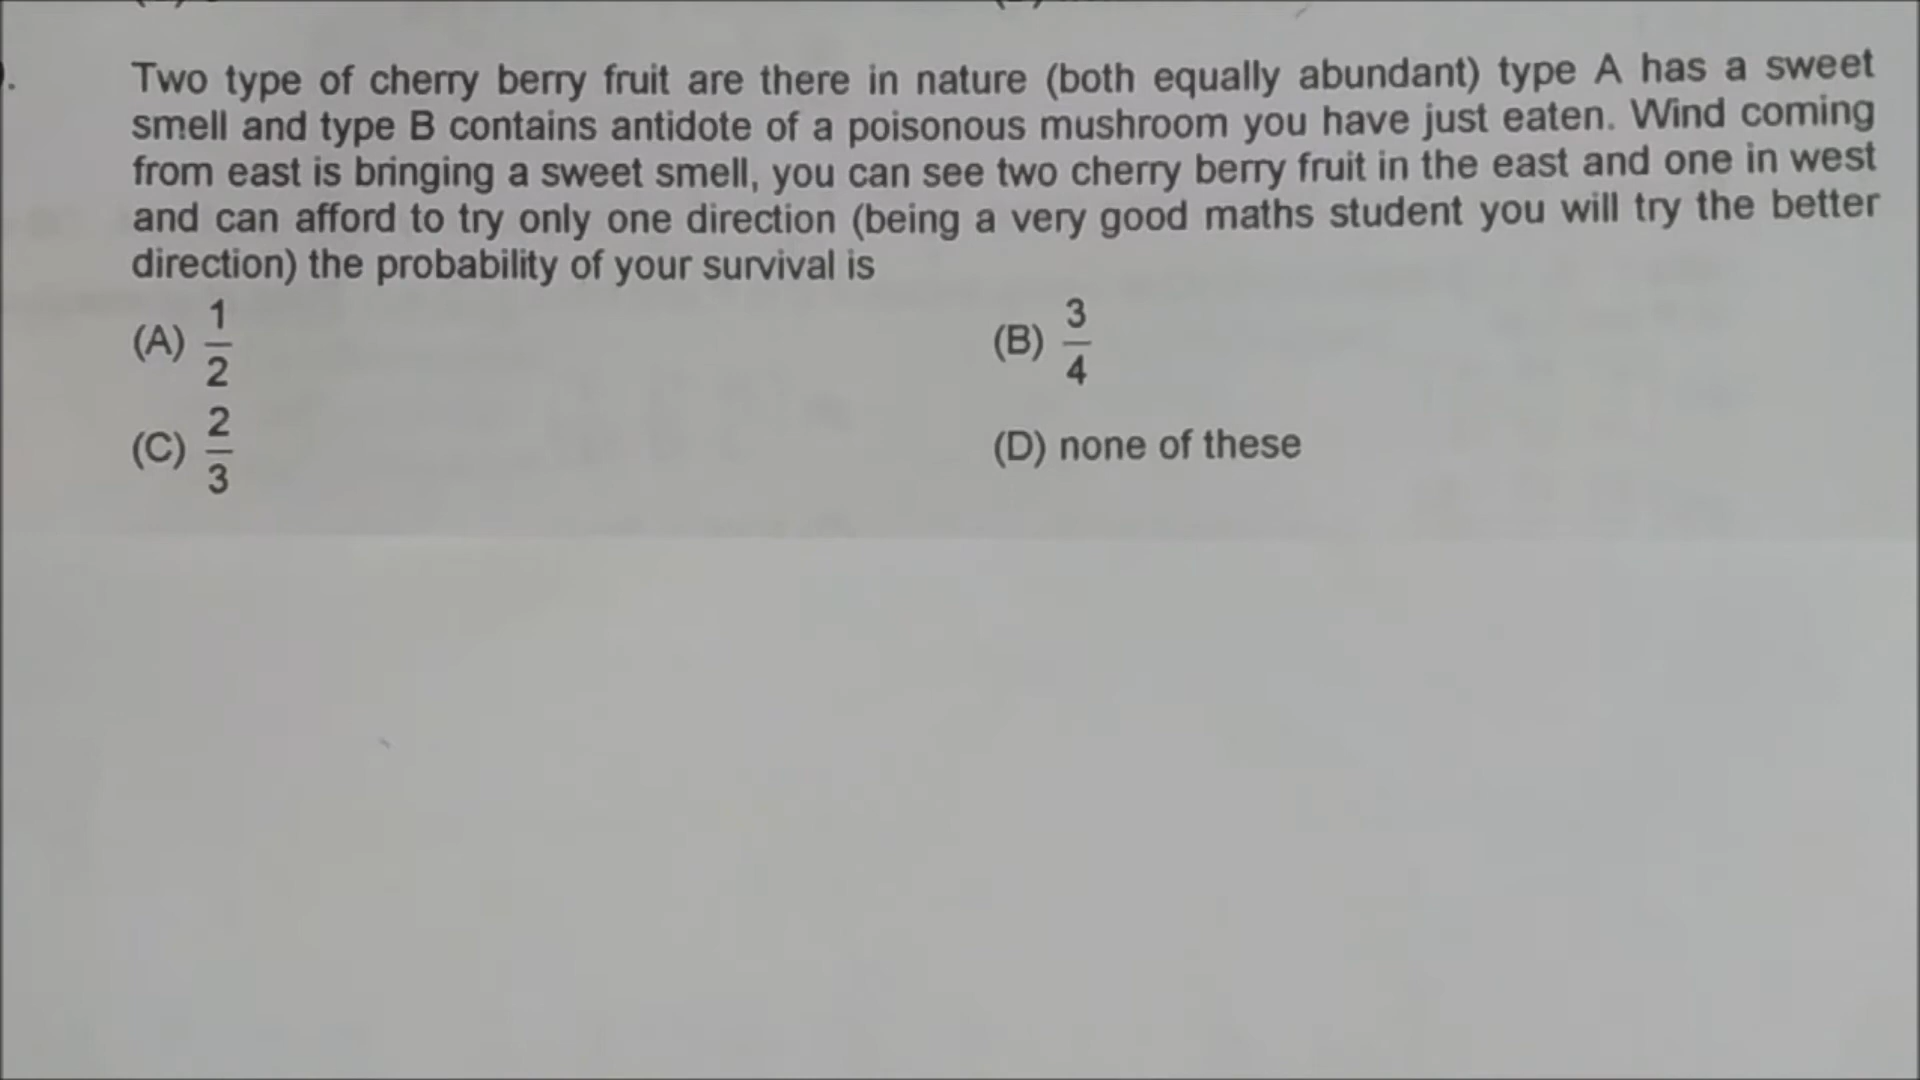 Two type of cherry berry fruit are there in nature (both equally abundant) type A has a sweet
smell and type B contains antidote of a poisonous mushroom you have just eaten. Wind coming
from east is bringing a sweet smell, you can see two cherry berry fruit in the east and one in west
and can afford to try only one direction (being a very good maths student you will try the better
direction) the probability of your survival is
(A) 1/2
(B) 3/4
(C) 2/3
(D) none of these